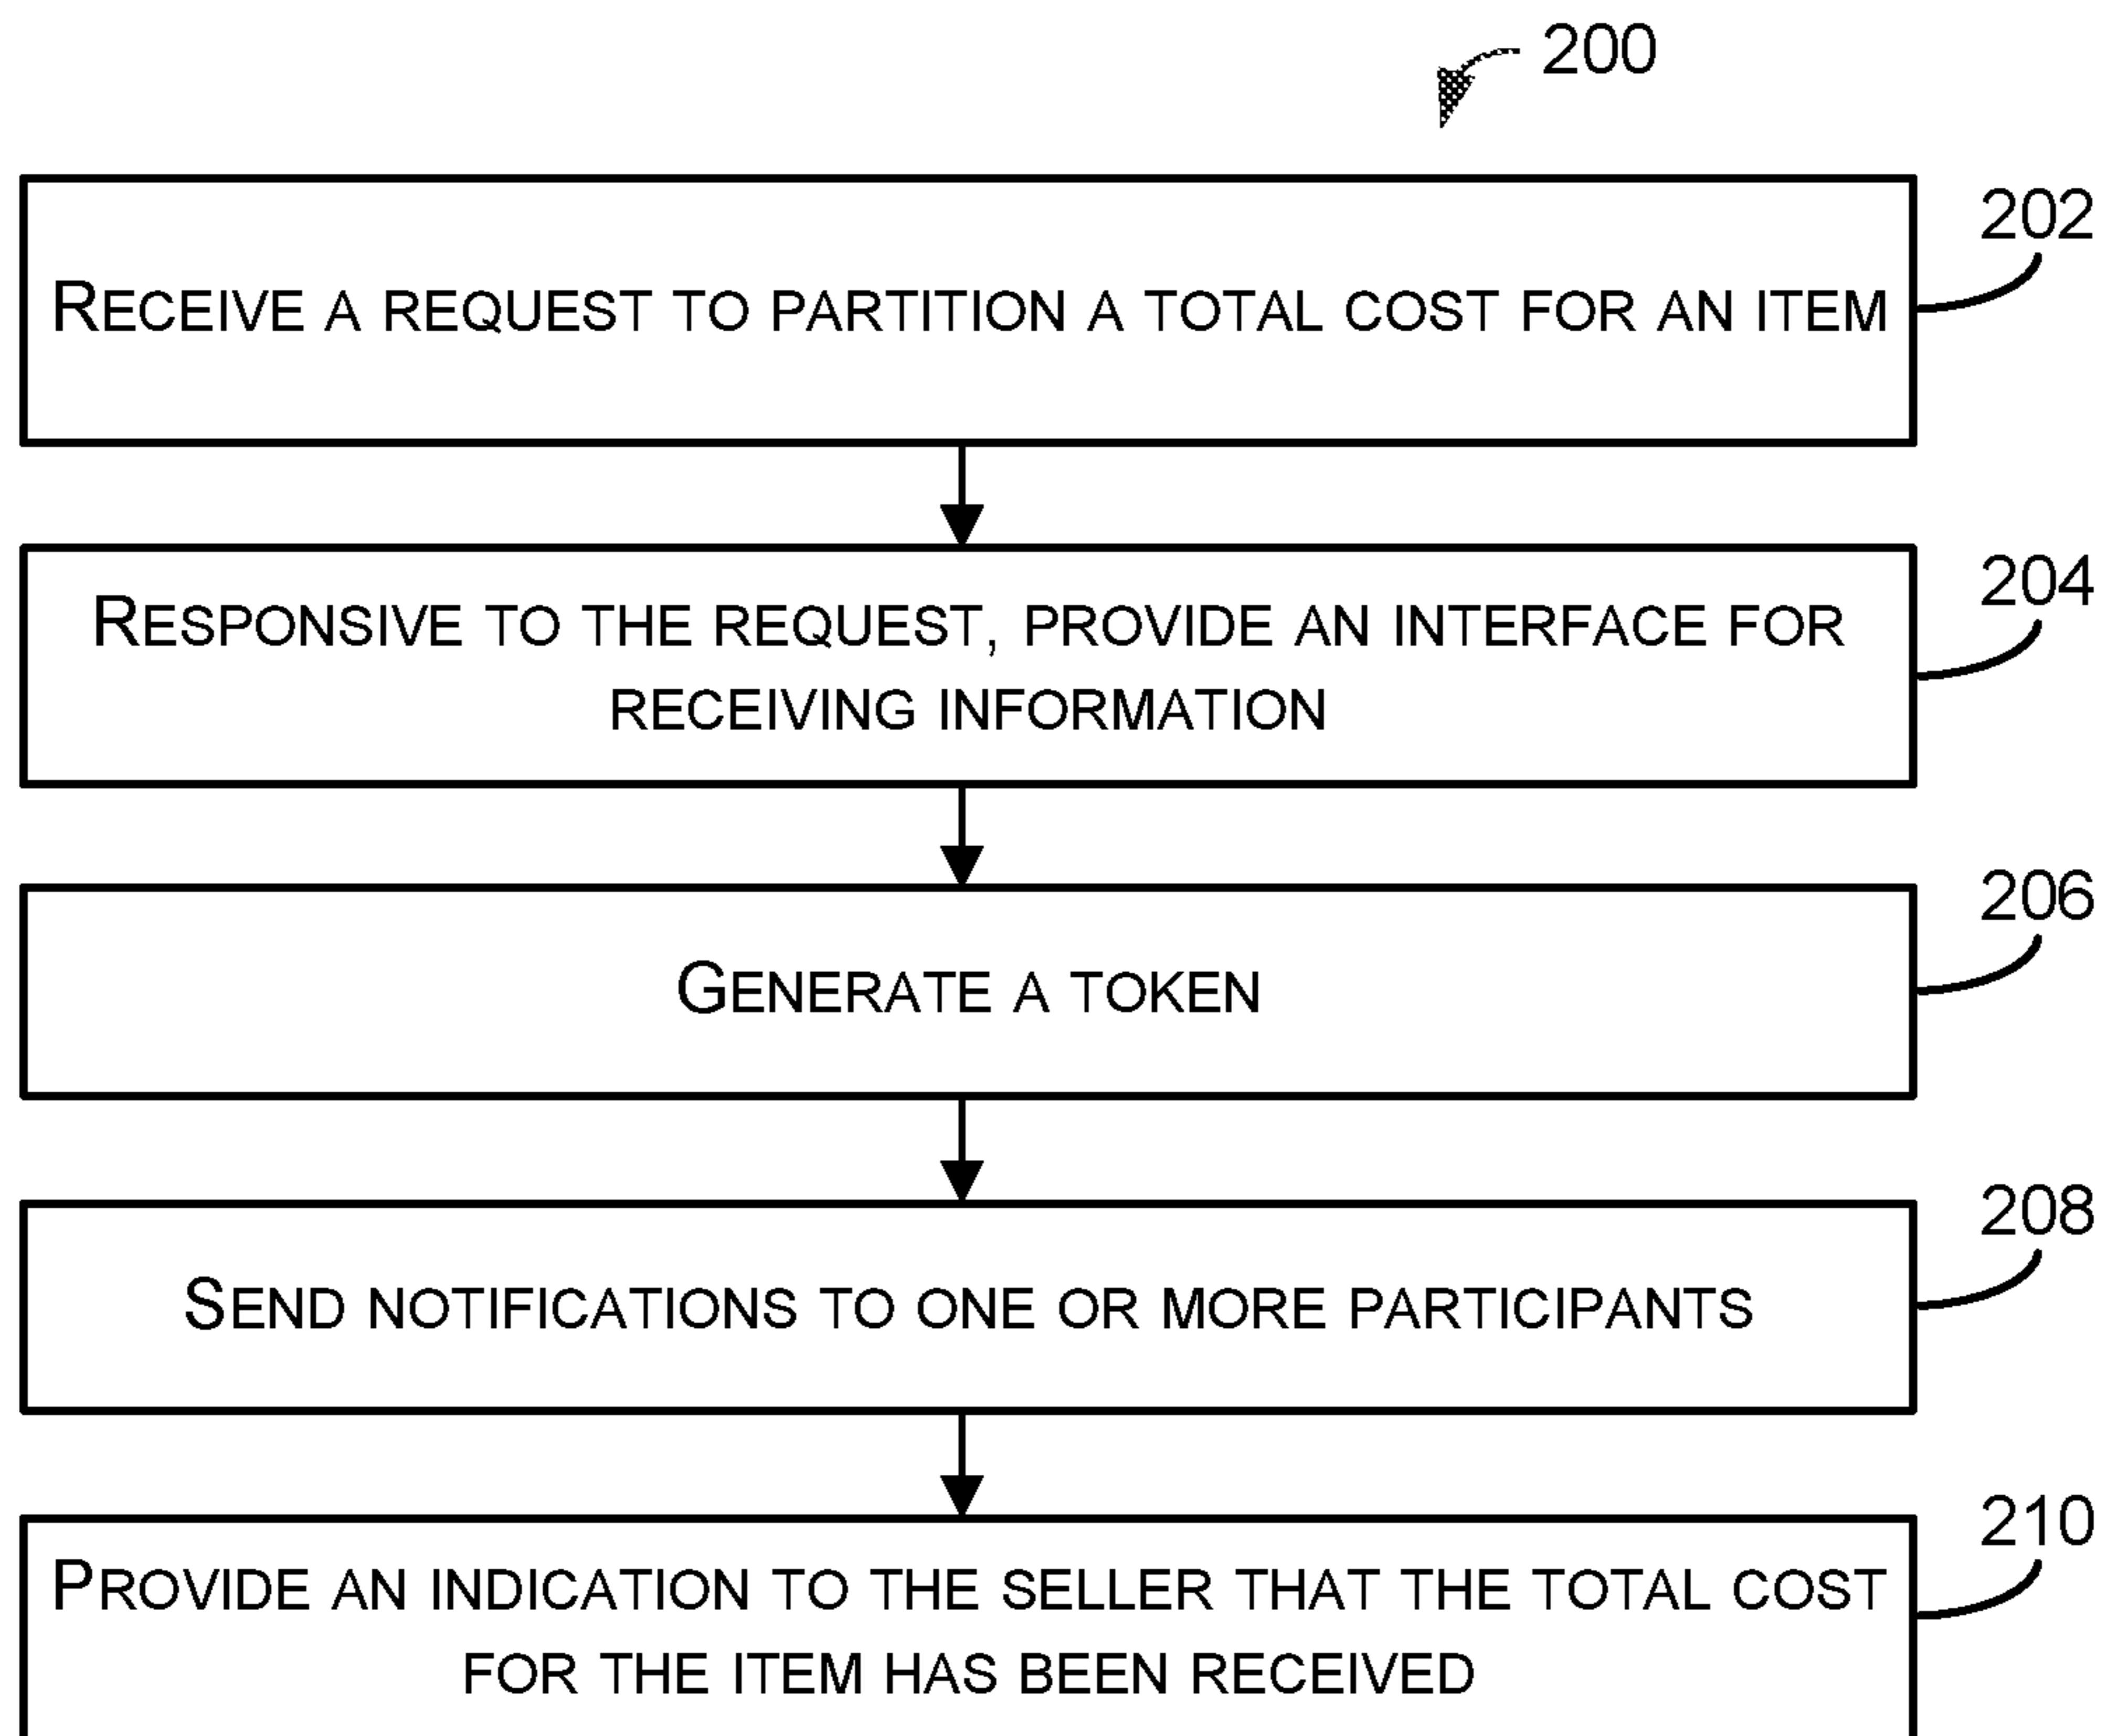 200
RECEIVE A REQUEST TO PARTITION A TOTAL COST FOR AN ITEM
202
RESPONSIVE TO THE REQUEST, PROVIDE AN INTERFACE FOR
RECEIVING INFORMATION
204
GENERATE A TOKEN
206
SEND NOTIFICATIONS TO ONE OR MORE PARTICIPANTS
208
PROVIDE AN INDICATION TO THE SELLER THAT THE TOTAL COST
FOR THE ITEM HAS BEEN RECEIVED
210